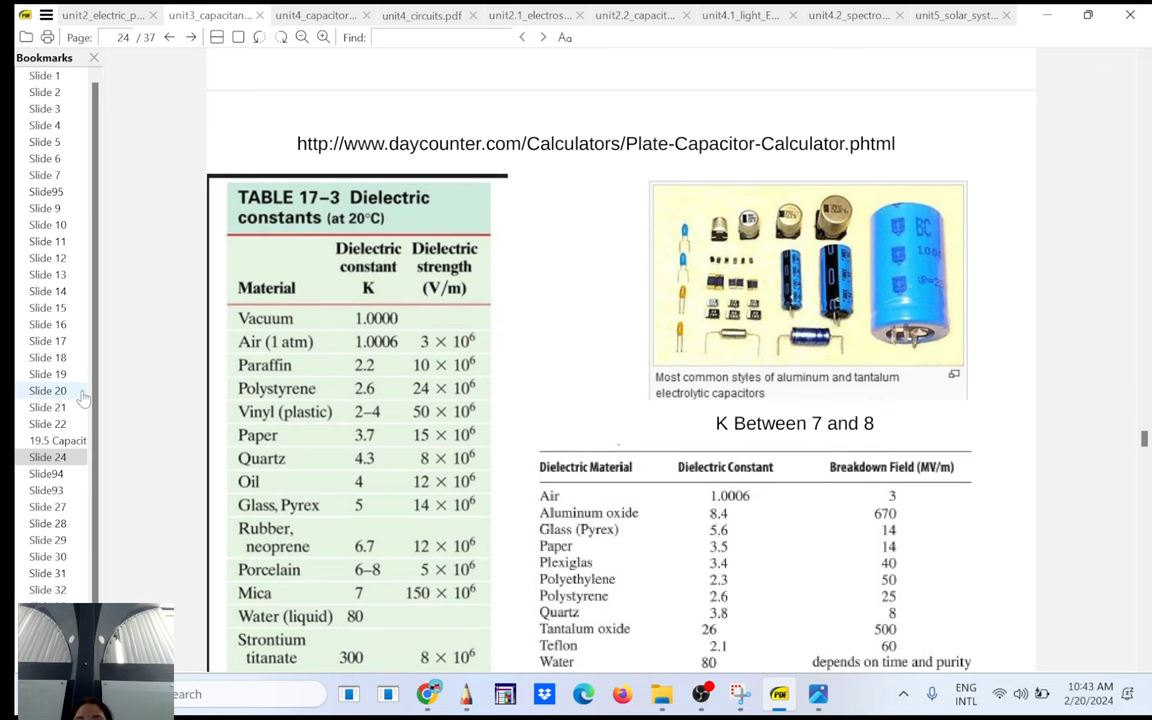 unit2_electric_p...
unit3_capacitan...
unit4_capacitor...
unit4_circuits.pdf
unit2.1_electros...
unit2.2_capacit...
unit4.1_light_E...
unit4.2_spectro...
unit5_solar_syst...
Page: 24 / 37
Find:
Aa
Bookmarks
Slide 1
Slide 2
Slide 3
Slide 4
Slide 5
Slide 6
Slide 7
Slide95
Slide 9
Slide 10
Slide 11
Slide 12
Slide 13
Slide 14
Slide 15
Slide 16
Slide 17
Slide 18
Slide 19
Slide 20
Slide 21
Slide 22
19.5 Capacit
Slide 24
Slide94
Slide93
Slide 27
Slide 28
Slide 29
Slide 30
Slide 31
Slide 32
http://www.daycounter.com/Calculators/Plate-Capacitor-Calculator.phtml
TABLE 17–3 Dielectric
constants (at 20°C)
Dielectric Dielectric
constant strength
Material K (V/m)
Vacuum 1.0000
Air (1 atm) 1.0006 3 × 10⁶
Paraffin 2.2 10 × 10⁶
Polystyrene 2.6 24 × 10⁶
Vinyl (plastic) 2–4 50 × 10⁶
Paper 3.7 15 × 10⁶
Quartz 4.3 8 × 10⁶
Oil 4 12 × 10⁶
Glass, Pyrex 5 14 × 10⁶
Rubber,
neoprene 6.7 12 × 10⁶
Porcelain 6–8 5 × 10⁶
Mica 7 150 × 10⁶
Water (liquid) 80
Strontium
titanate 300 8 × 10⁶
BC
Most common styles of aluminum and tantalum
electrolytic capacitors
K Between 7 and 8
Dielectric Material Dielectric Constant Breakdown Field (MV/m)
Air 1.0006 3
Aluminum oxide 8.4 670
Glass (Pyrex) 5.6 14
Paper 3.5 14
Plexiglas 3.4 40
Polyethylene 2.3 50
Polystyrene 2.6 25
Quartz 3.8 8
Tantalum oxide 26 500
Teflon 2.1 60
Water 80 depends on time and purity
earch
PDF
ENG
INTL
10:43 AM
2/20/2024